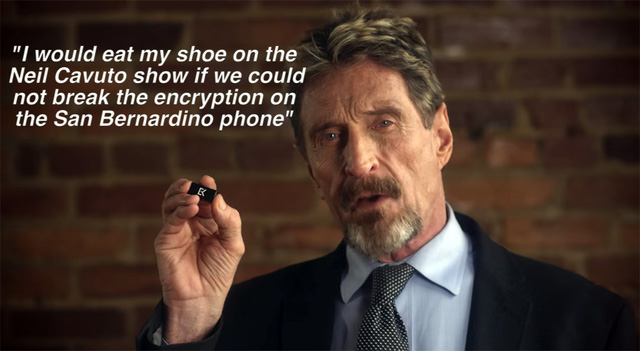 "I would eat my shoe on the
Neil Cavuto show if we could
not break the encryption on
the San Bernardino phone"